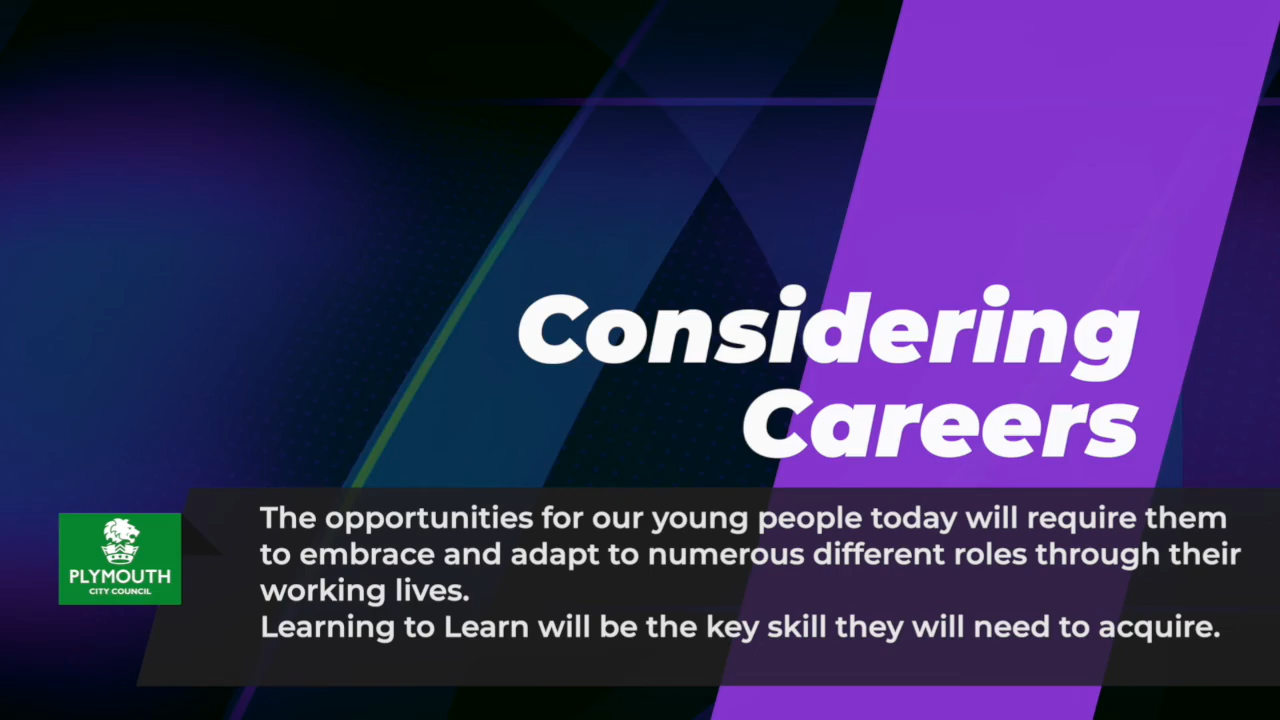 Considering
Careers
The opportunities for our young people today will require them
to embrace and adapt to numerous different roles through their
working lives.
Learning to Learn will be the key skill they will need to acquire.
PLYMOUTH
CITY COUNCIL